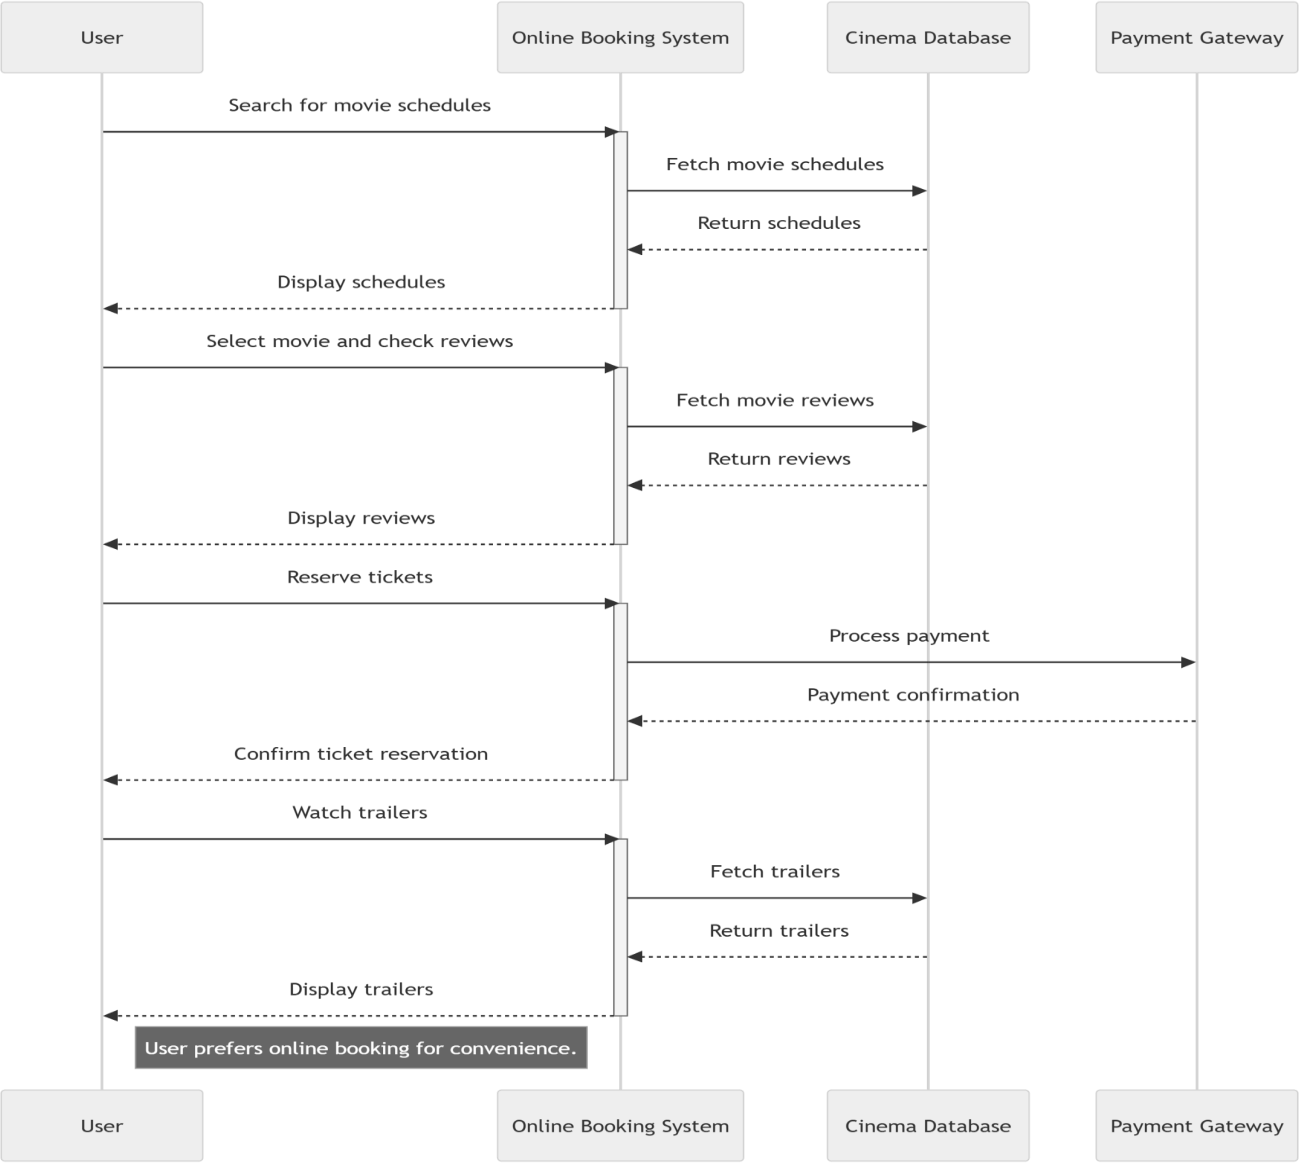 User
Online Booking System
Cinema Database
Payment Gateway
Search for movie schedules
Fetch movie schedules
Return schedules
Display schedules
Select movie and check reviews
Fetch movie reviews
Return reviews
Display reviews
Reserve tickets
Process payment
Payment confirmation
Confirm ticket reservation
Watch trailers
Fetch trailers
Return trailers
Display trailers
User prefers online booking for convenience.
User
Online Booking System
Cinema Database
Payment Gateway